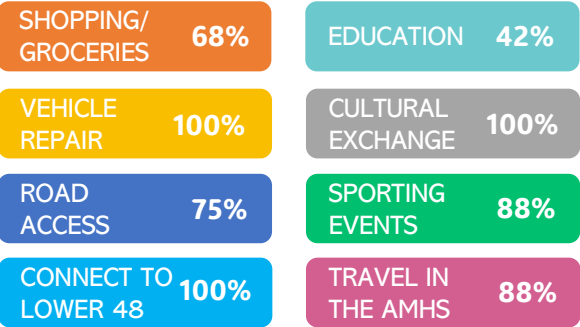 SHOPPING/
GROCERIES
68%
EDUCATION 42%
VEHICLE
REPAIR
100%
CULTURAL
EXCHANGE
100%
ROAD
ACCESS
75%
SPORTING
EVENTS
88%
CONNECT TO
LOWER 48
100%
TRAVEL IN
THE AMHS
88%